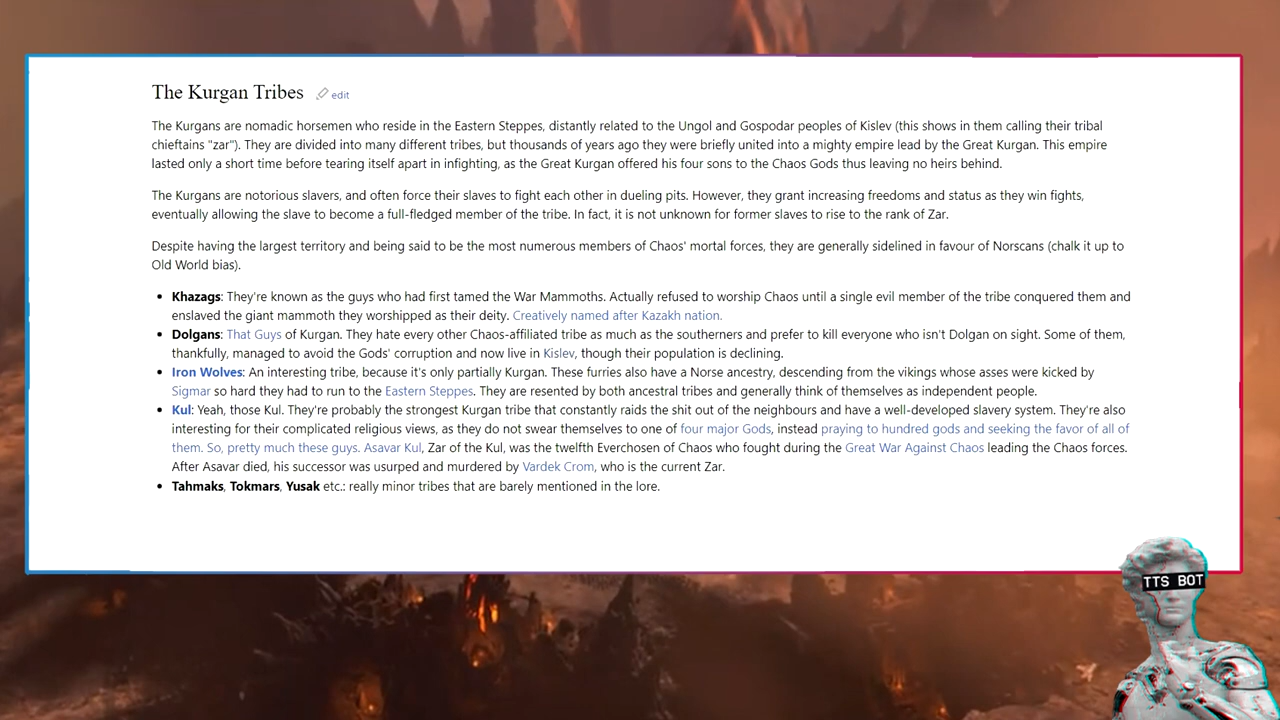 The Kurgan Tribes edit
The Kurgans are nomadic horsemen who reside in the Eastern Steppes, distantly related to the Ungol and Gospodar peoples of Kislev (this shows in them calling their tribal
chieftains "zar"). They are divided into many different tribes, but thousands of years ago they were briefly united into a mighty empire lead by the Great Kurgan. This empire
lasted only a short time before tearing itself apart in infighting, as the Great Kurgan offered his four sons to the Chaos Gods thus leaving no heirs behind.
The Kurgans are notorious slavers, and often force their slaves to fight each other in dueling pits. However, they grant increasing freedoms and status as they win fights,
eventually allowing the slave to become a full-fledged member of the tribe. In fact, it is not unknown for former slaves to rise to the rank of Zar.
Despite having the largest territory and being said to be the most numerous members of Chaos' mortal forces, they are generally sidelined in favour of Norscans (chalk it up to
Old World bias).
• Khazags: They're known as the guys who had first tamed the War Mammoths. Actually refused to worship Chaos until a single evil member of the tribe conquered them and
enslaved the giant mammoth they worshipped as their deity. Creatively named after Kazakh nation.
• Dolgans: That Guys of Kurgan. They hate every other Chaos-affiliated tribe as much as the southerners and prefer to kill everyone who isn't Dolgan on sight. Some of them,
thankfully, managed to avoid the Gods' corruption and now live in Kislev, though their population is declining.
• Iron Wolves: An interesting tribe, because it's only partially Kurgan. These furries also have a Norse ancestry, descending from the vikings whose asses were kicked by
Sigmar so hard they had to run to the Eastern Steppes. They are resented by both ancestral tribes and generally think of themselves as independent people.
• Kul: Yeah, those Kul. They're probably the strongest Kurgan tribe that constantly raids the shit out of the neighbours and have a well-developed slavery system. They're also
interesting for their complicated religious views, as they do not swear themselves to one of four major Gods, instead praying to hundred gods and seeking the favor of all of
them. So, pretty much these guys. Asavar Kul, Zar of the Kul, was the twelfth Everchosen of Chaos who fought during the Great War Against Chaos leading the Chaos forces.
After Asavar died, his successor was usurped and murdered by Vardek Crom, who is the current Zar.
• Tahmaks, Tokmars, Yusak etc.: really minor tribes that are barely mentioned in the lore.
TTS BOT